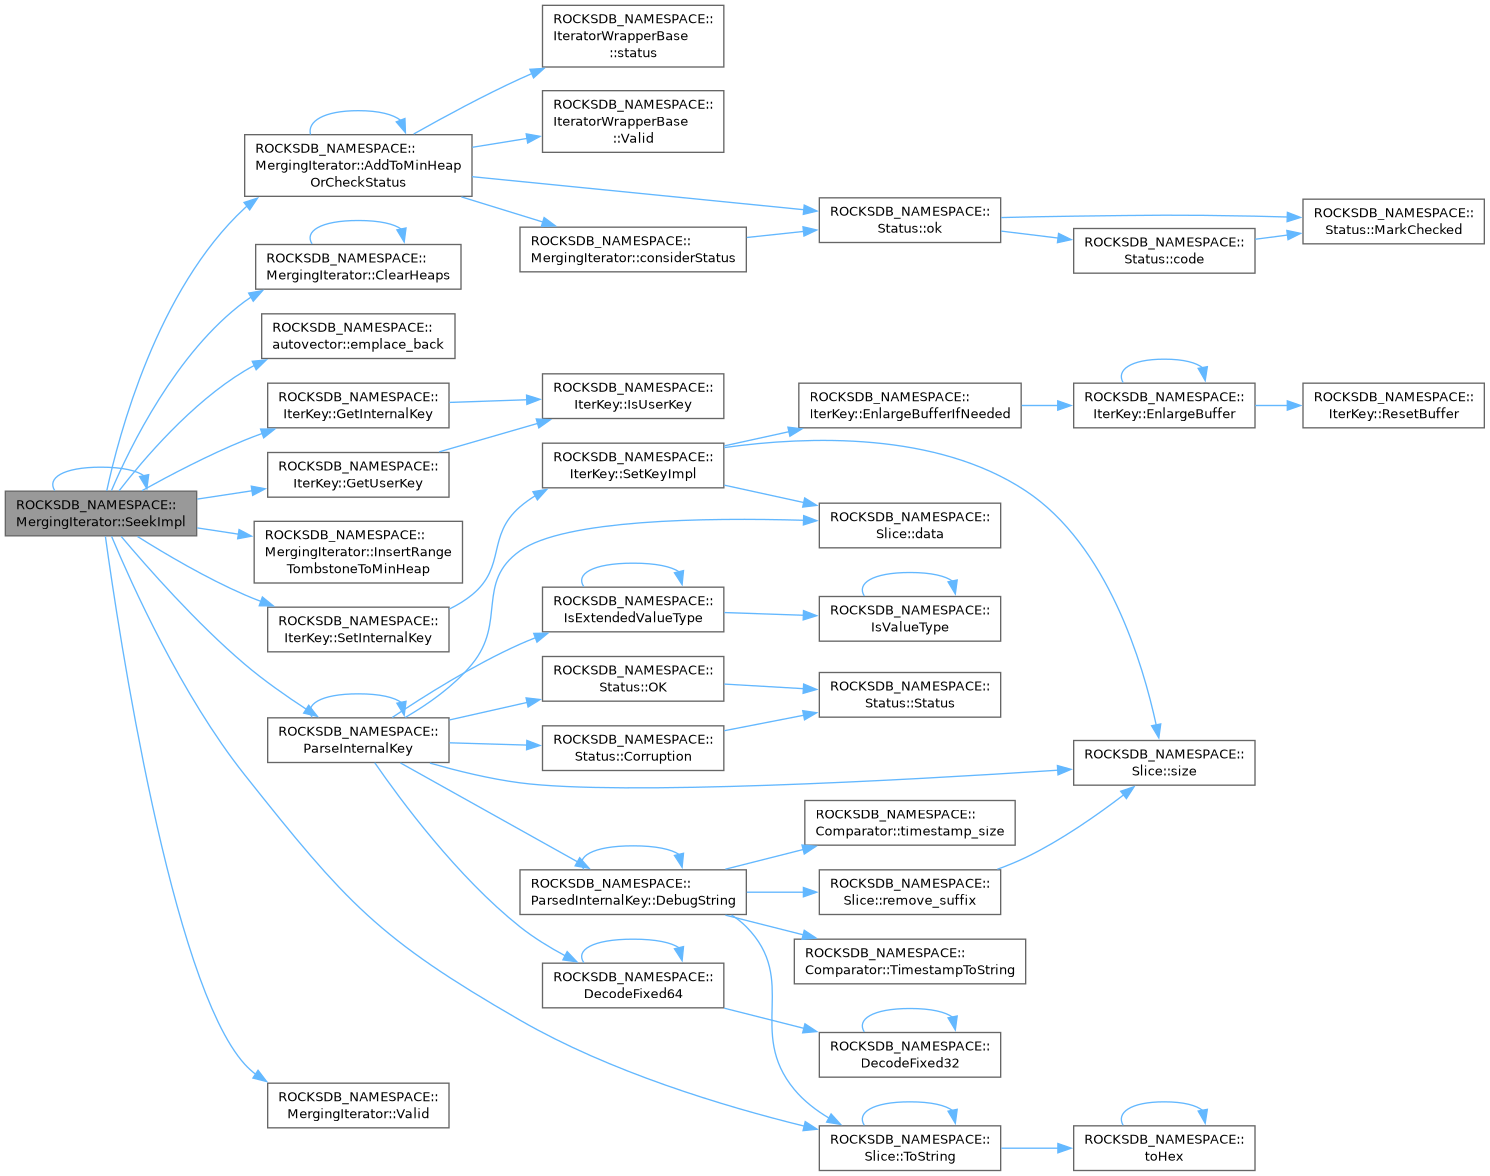 ROCKSDB_NAMESPACE::
MergingIterator::SeekImpl
ROCKSDB_NAMESPACE::
MergingIterator::AddToMinHeap
OrCheckStatus
ROCKSDB_NAMESPACE::
MergingIterator::ClearHeaps
ROCKSDB_NAMESPACE::
autovector::emplace_back
ROCKSDB_NAMESPACE::
IterKey::GetInternalKey
ROCKSDB_NAMESPACE::
IterKey::GetUserKey
ROCKSDB_NAMESPACE::
MergingIterator::InsertRange
TombstoneToMinHeap
ROCKSDB_NAMESPACE::
IterKey::SetInternalKey
ROCKSDB_NAMESPACE::
ParseInternalKey
ROCKSDB_NAMESPACE::
MergingIterator::Valid
ROCKSDB_NAMESPACE::
IteratorWrapperBase
::status
ROCKSDB_NAMESPACE::
IteratorWrapperBase
::Valid
ROCKSDB_NAMESPACE::
MergingIterator::considerStatus
ROCKSDB_NAMESPACE::
IterKey::IsUserKey
ROCKSDB_NAMESPACE::
IterKey::SetKeyImpl
ROCKSDB_NAMESPACE::
IsExtendedValueType
ROCKSDB_NAMESPACE::
Status::OK
ROCKSDB_NAMESPACE::
Status::Corruption
ROCKSDB_NAMESPACE::
ParsedInternalKey::DebugString
ROCKSDB_NAMESPACE::
DecodeFixed64
ROCKSDB_NAMESPACE::
Status::ok
ROCKSDB_NAMESPACE::
IterKey::EnlargeBufferIfNeeded
ROCKSDB_NAMESPACE::
Slice::data
ROCKSDB_NAMESPACE::
IsValueType
ROCKSDB_NAMESPACE::
Status::Status
ROCKSDB_NAMESPACE::
Comparator::timestamp_size
ROCKSDB_NAMESPACE::
Slice::remove_suffix
ROCKSDB_NAMESPACE::
Comparator::TimestampToString
ROCKSDB_NAMESPACE::
DecodeFixed32
ROCKSDB_NAMESPACE::
Slice::ToString
ROCKSDB_NAMESPACE::
Status::code
ROCKSDB_NAMESPACE::
IterKey::EnlargeBuffer
ROCKSDB_NAMESPACE::
Slice::size
ROCKSDB_NAMESPACE::
toHex
ROCKSDB_NAMESPACE::
Status::MarkChecked
ROCKSDB_NAMESPACE::
IterKey::ResetBuffer